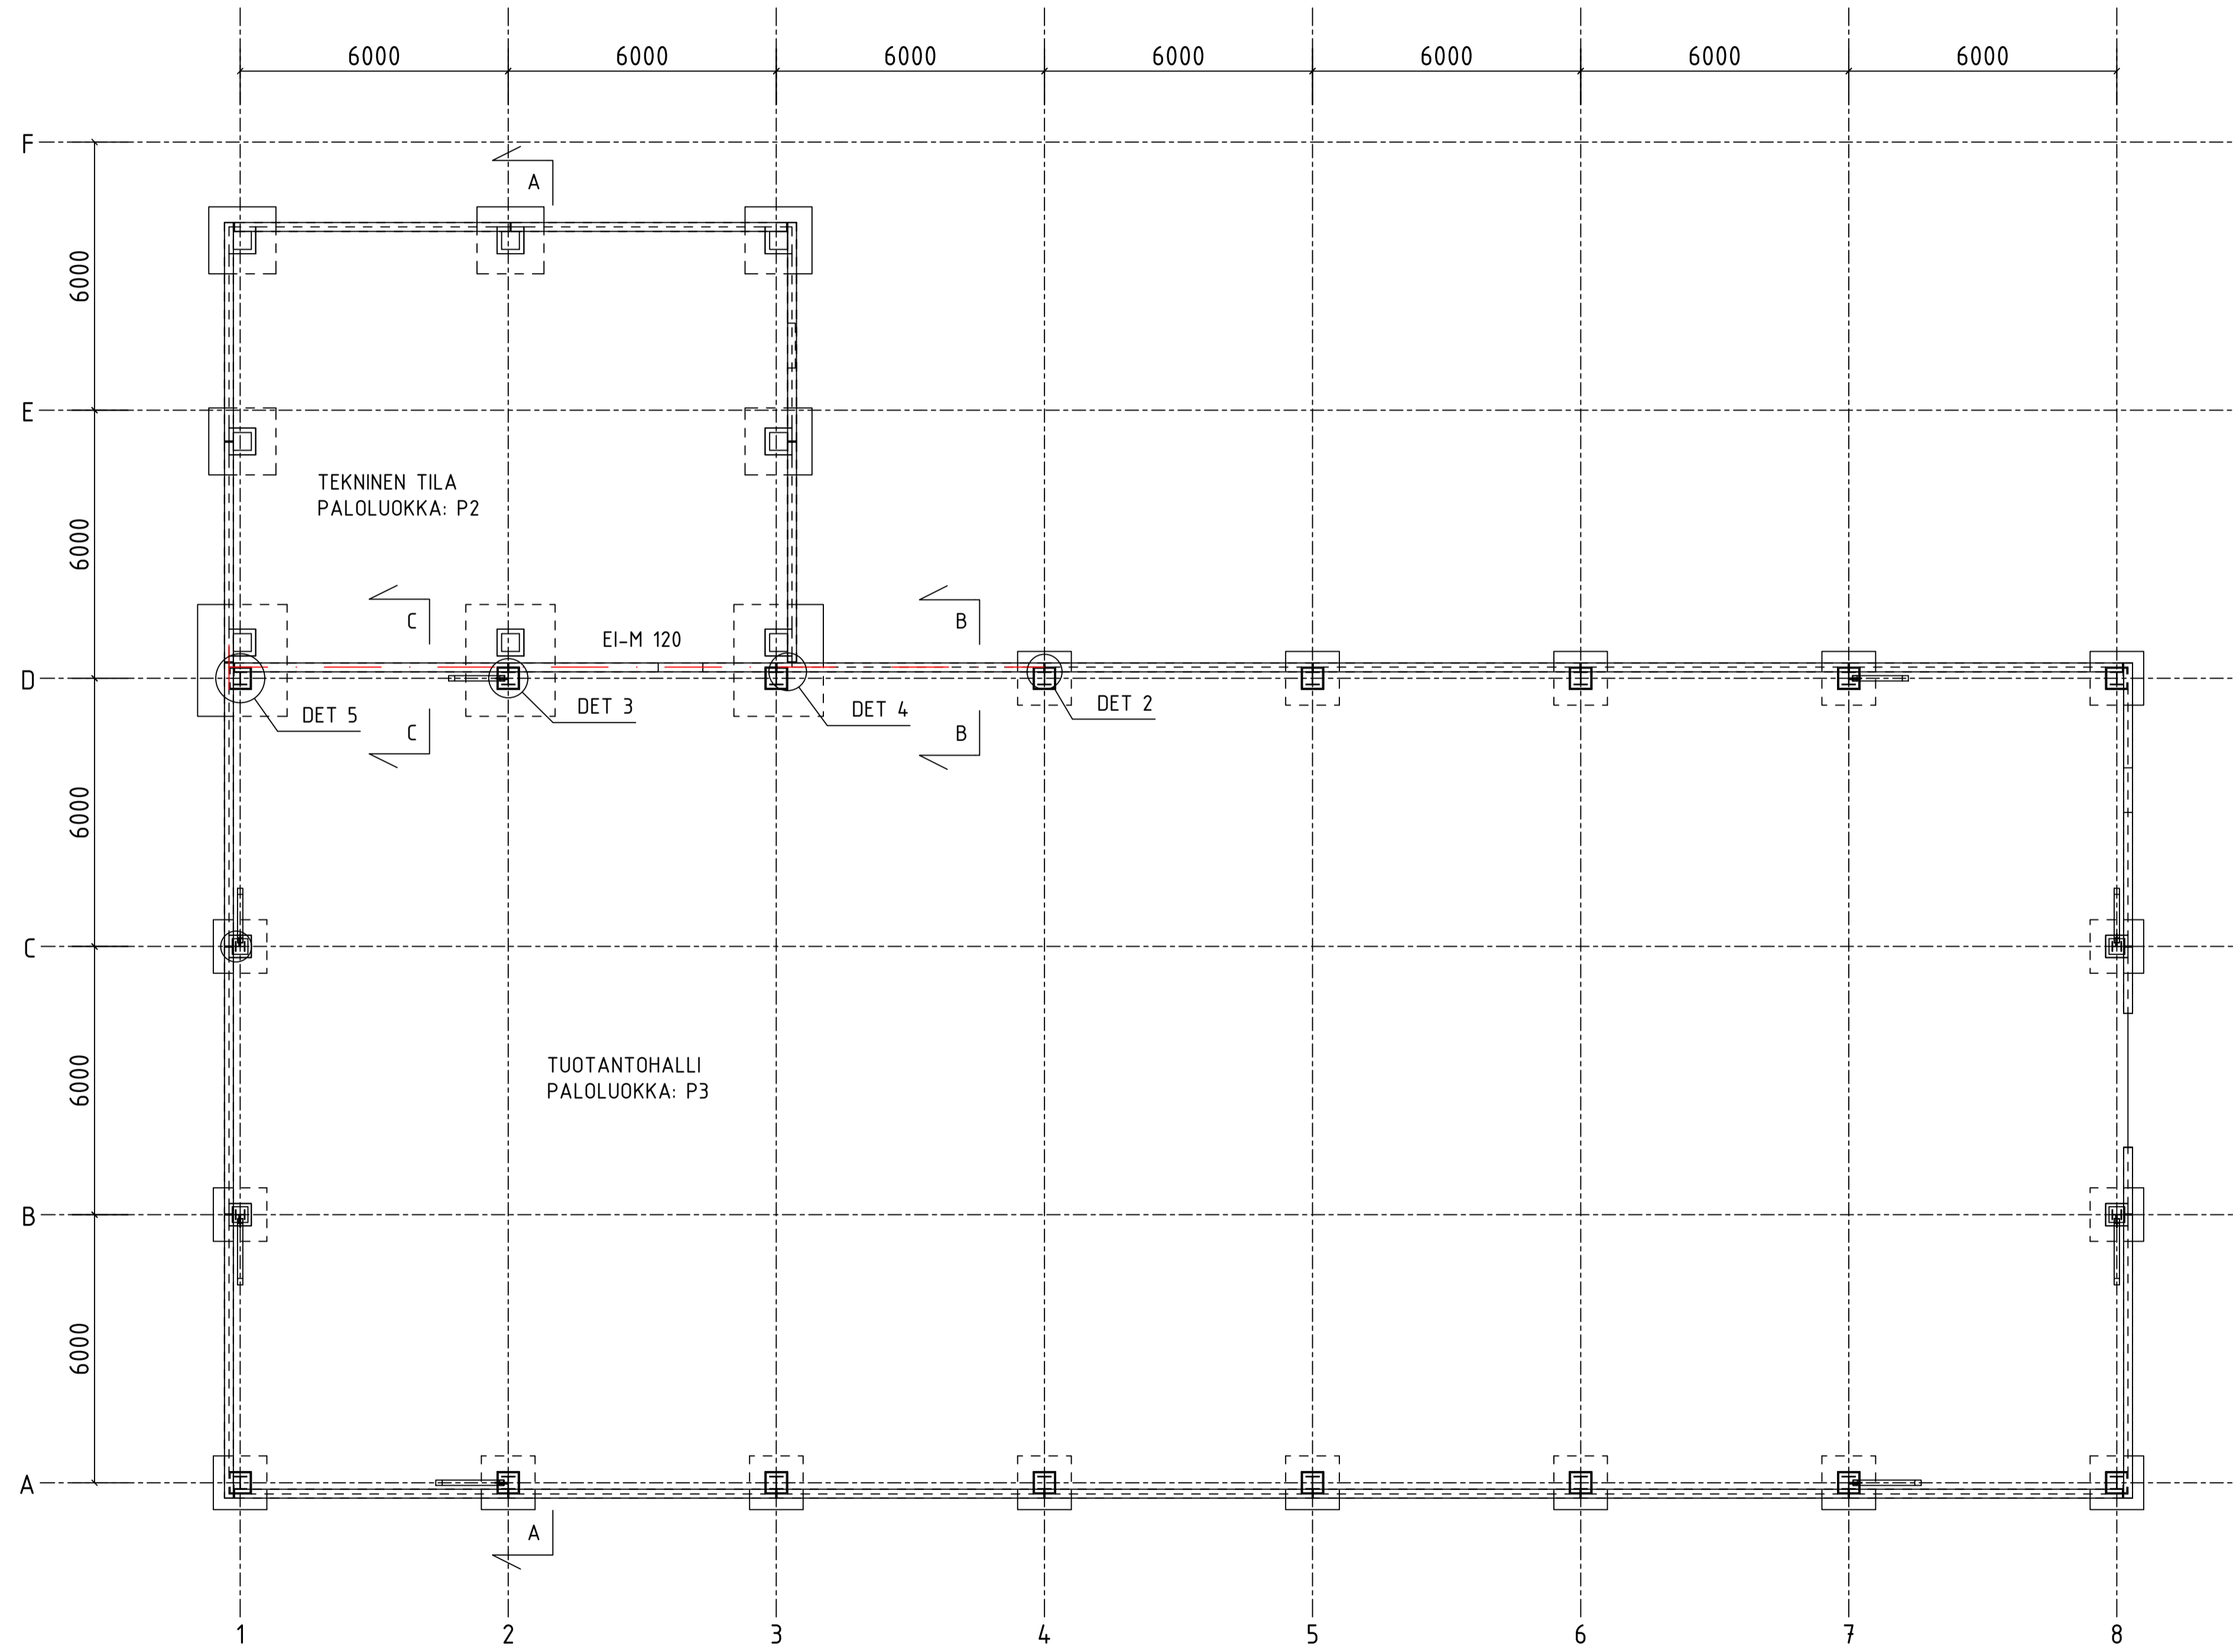 6000 6000 6000 6000 6000 6000 6000
F
A
6000
E
TEKNINEN TILA
PALOLUOKKA: P2
6000
C
B
EI-M 120
D
DET 5
DET 3
DET 4
DET 2
C
B
6000
C
TUOTANTOHALLI
PALOLUOKKA: P3
6000
B
6000
A
A
1 2 3 4 5 6 7 8